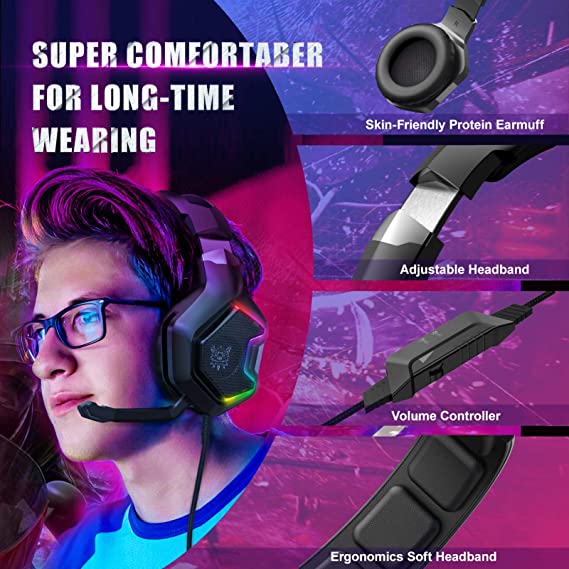 SUPER COMFORTABER
FOR LONG-TIME
WEARING
Skin-Friendly Protein Earmuff
Adjustable Headband
Volume Controller
Ergonomics Soft Headband